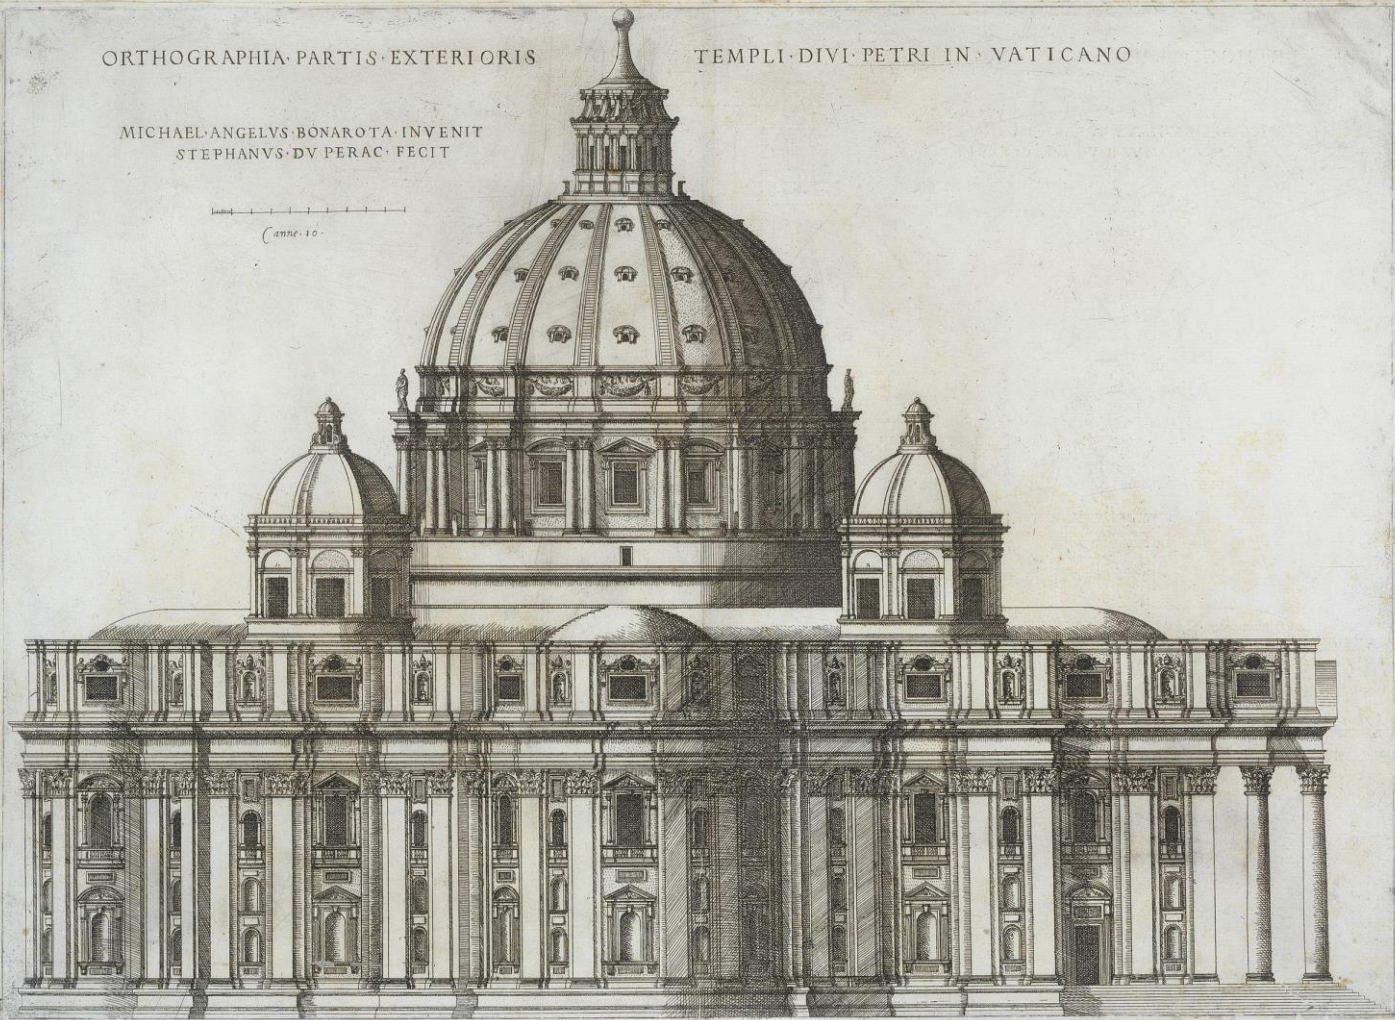 ORTHOGRAPHIA·PARTIS·EXTERIORIS TEMPLI·DIVI·PETRI IN·VATICANO
MICHAEL·ANGELVS·BONAROTA·INVENIT
STEPHANVS·DV PERAC·FECIT
Canne·10·